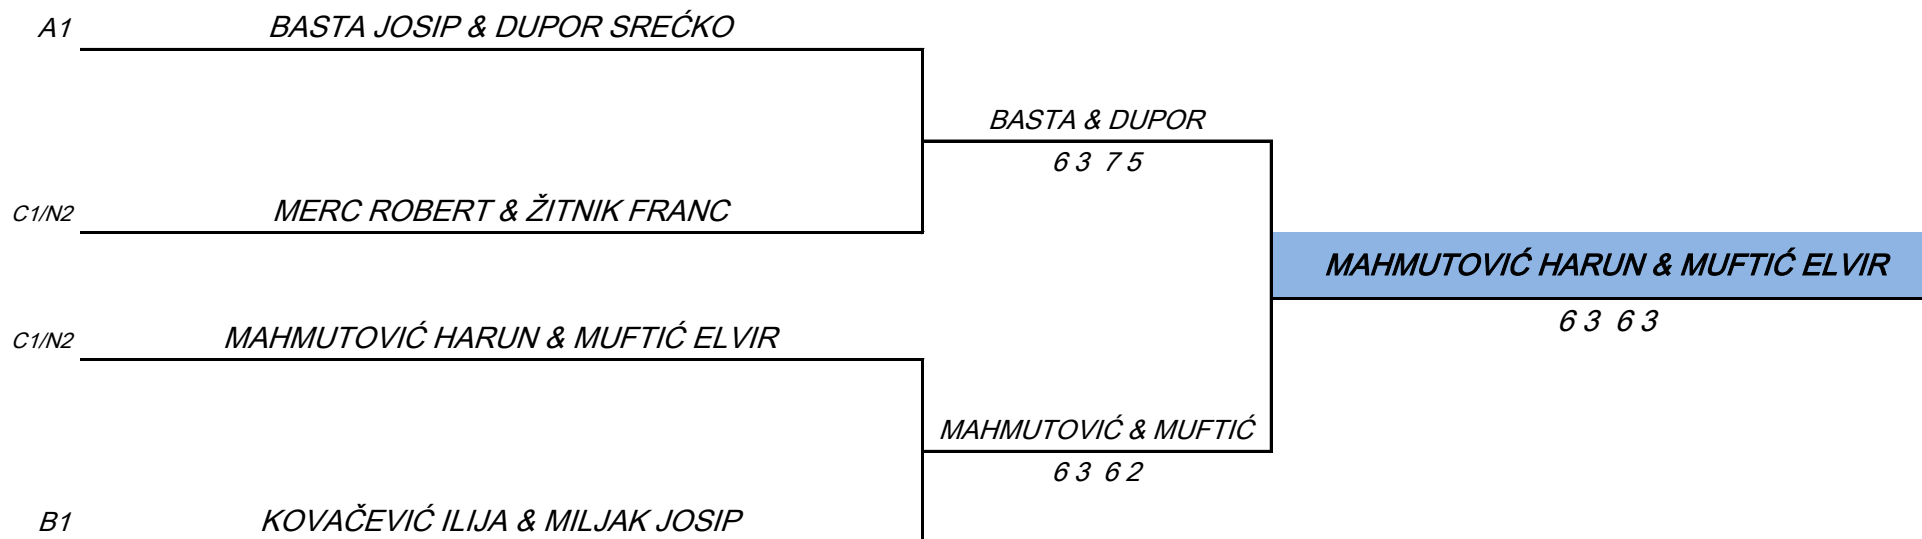 A1 BASTA JOSIP & DUPOR SREĆKO
BASTA & DUPOR
6 3 7 5
C1/N2 MERC ROBERT & ŽITNIK FRANC
MAHMUTOVIĆ HARUN & MUFTIĆ ELVIR
6 3 6 3
C1/N2 MAHMUTOVIĆ HARUN & MUFTIĆ ELVIR
MAHMUTOVIĆ & MUFTIĆ
6 3 6 2
B1 KOVAČEVIĆ ILIJA & MILJAK JOSIP